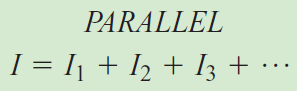 PARALLEL
I = I₁ + I₂ + I₃ + ⋯